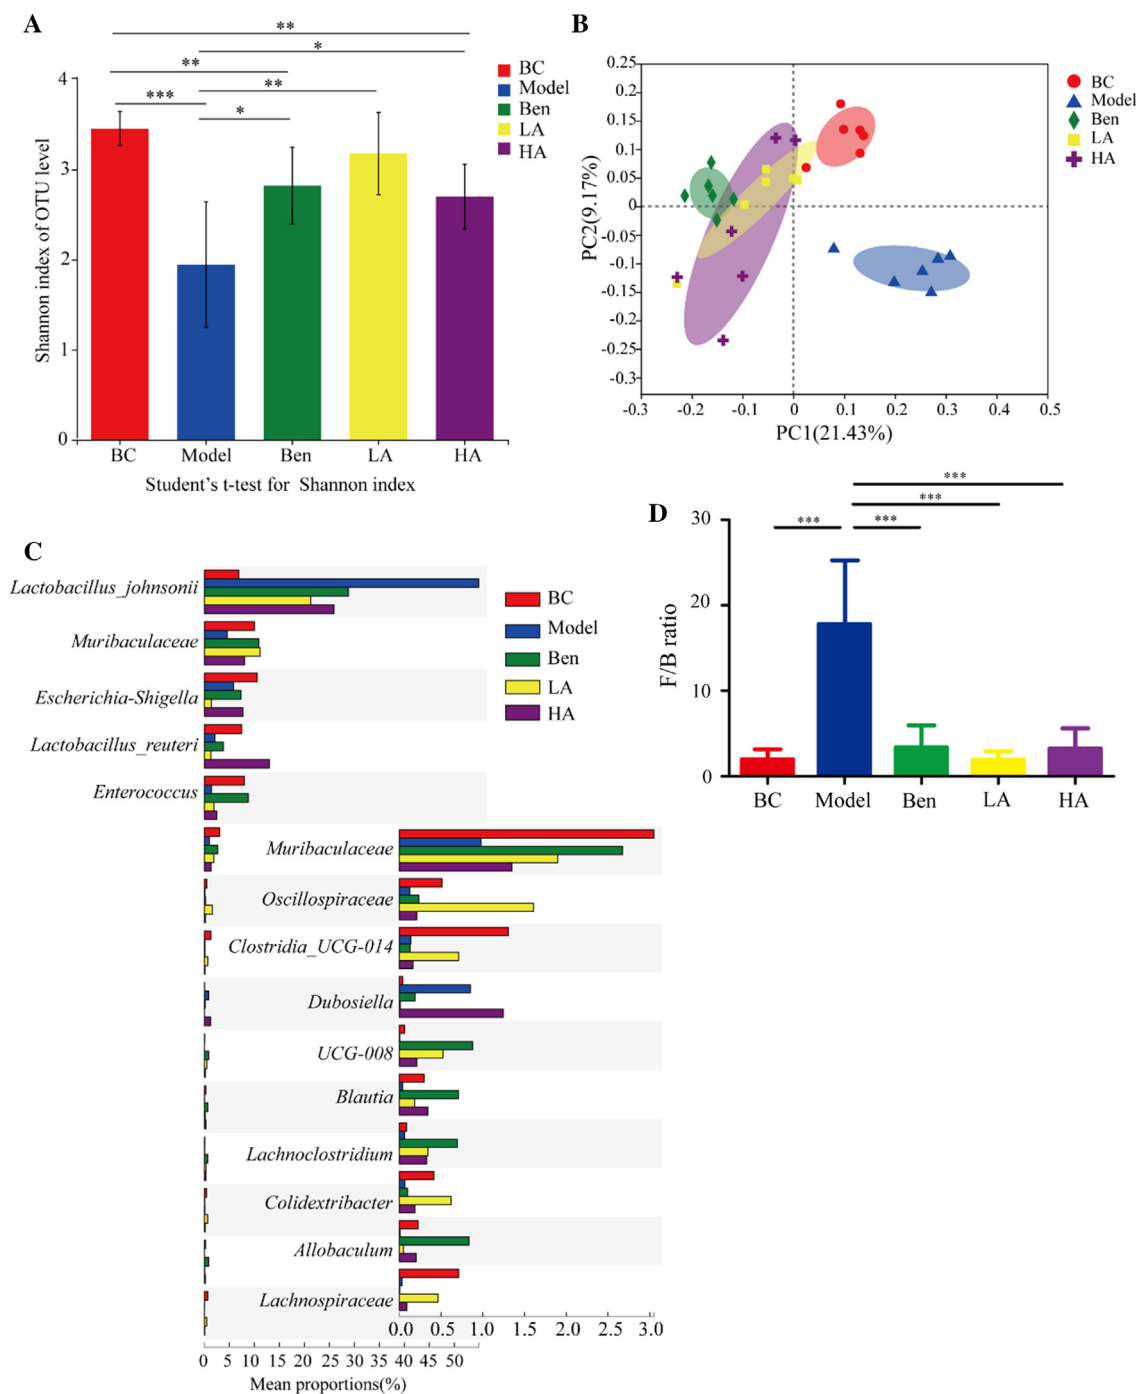 A
**
*
**
**
***
*
4
3
2
1
0
Shannon index of OTU level
BC
Model
Ben
LA
HA
BC
Model
Ben
LA
HA
Student's t-test for Shannon index
B
0.25
0.2
0.15
0.1
0.05
0
-0.05
-0.1
-0.15
-0.2
-0.25
-0.3
PC2(9.17%)
-0.3
-0.2
-0.1
0
0.1
0.2
0.3
0.4
0.5
PC1(21.43%)
BC
Model
Ben
LA
HA
C
Lactobacillus_johnsonii
Muribaculaceae
Escherichia-Shigella
Lactobacillus_reuteri
Enterococcus
BC
Model
Ben
LA
HA
Muribaculaceae
Oscillospiraceae
Clostridia_UCG-014
Dubosiella
UCG-008
Blautia
Lachnoclostridium
Colidextribacter
Allobaculum
Lachnospiraceae
0.0 0.5 1.0 1.5 2.0 2.5 3.0
0 5 10 15 20 25 30 35 40 45 50
Mean proportions(%)
D
***
***
***
***
30
20
10
0
F/B ratio
BC
Model
Ben
LA
HA